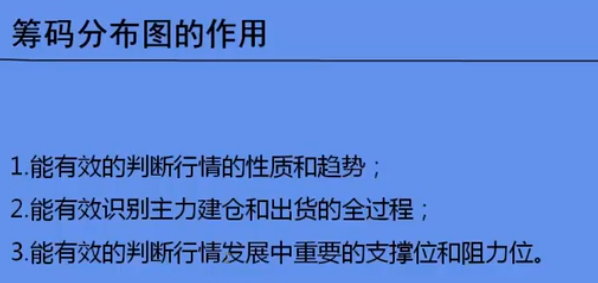 筹码分布图的作用
1.能有效的判断行情的性质和趋势；
2.能有效识别主力建仓和出货的全过程；
3.能有效的判断行情发展中重要的支撑位和阻力位。